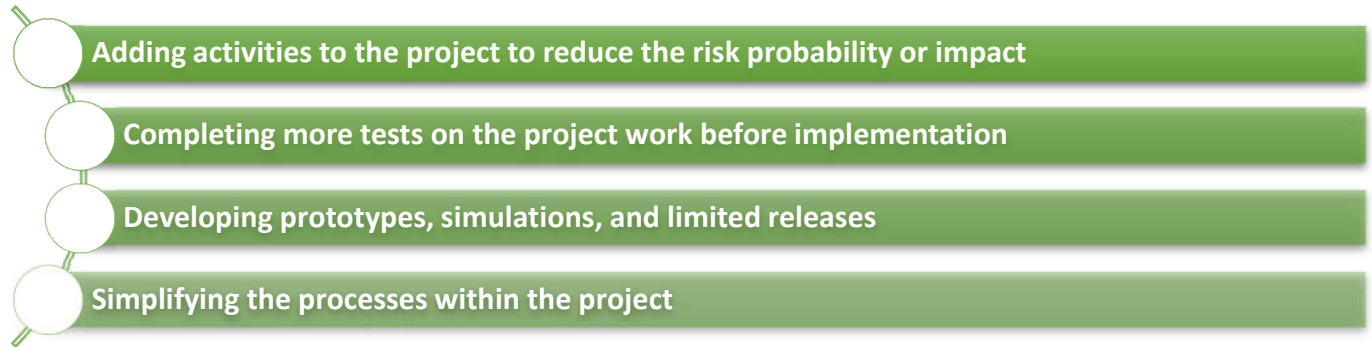 Adding activities to the project to reduce the risk probability or impact
Completing more tests on the project work before implementation
Developing prototypes, simulations, and limited releases
Simplifying the processes within the project